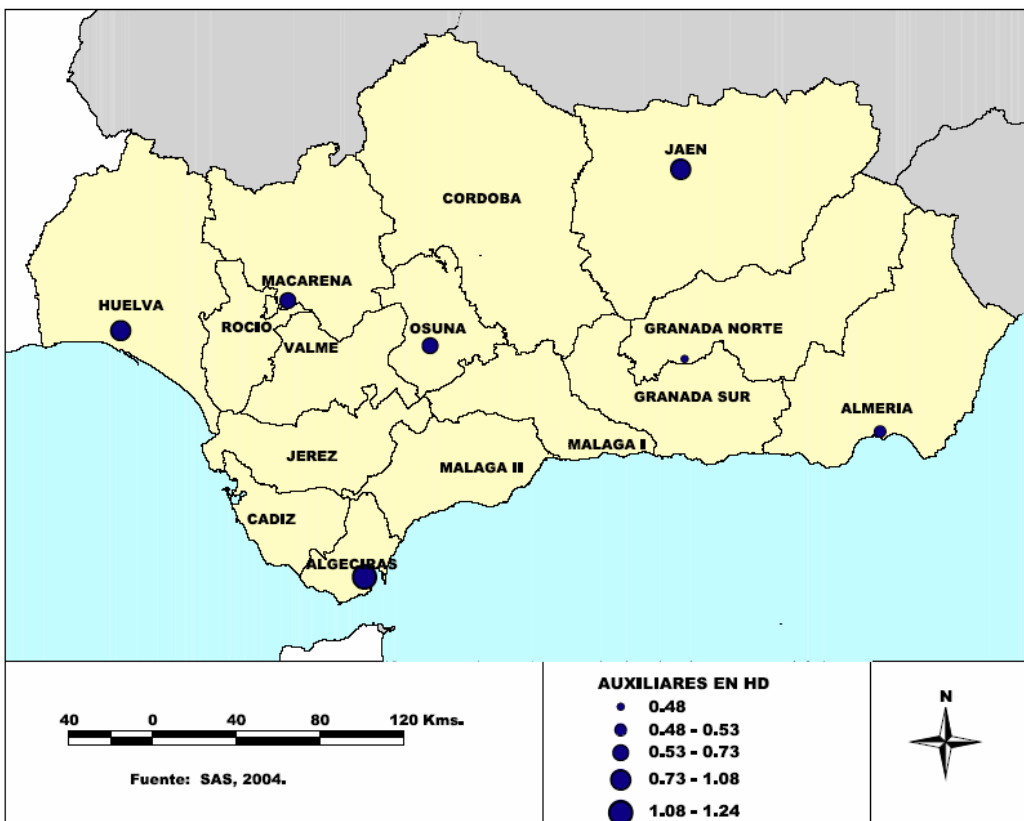 JAEN
CORDOBA
MACARENA
HUELVA
ROCIO
VALME
OSUNA
GRANADA NORTE
GRANADA SUR
ALMERIA
MALAGA I
JEREZ
MALAGA II
CADIZ
ALGECIRAS
40 0 40 80 120 Kms.
Fuente: SAS, 2004.
AUXILIARES EN HD
0.48
0.48 - 0.53
0.53 - 0.73
0.73 - 1.08
1.08 - 1.24
N